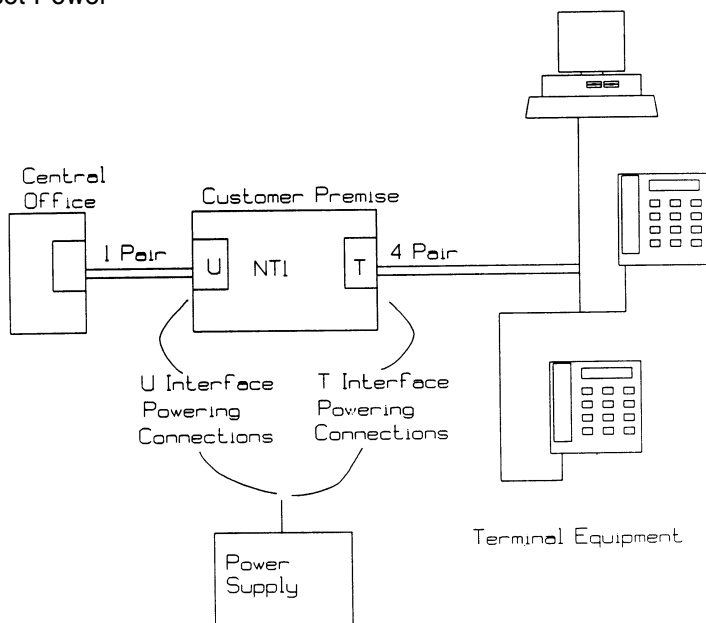 Power
Central
Office
Customer Premise
1 Pair
U
NT1
T
4 Pair
U Interface
Powering
Connections
T Interface
Powering
Connections
Terminal Equipment
Power
Supply